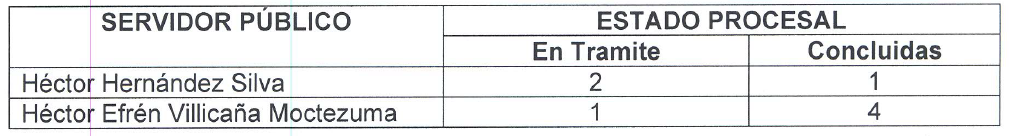 SERVIDOR PÚBLICO ESTADO PROCESAL
En Tramite Concluidas
Héctor Hernández Silva 2 1
Héctor Efrén Villicaña Moctezuma 1 4